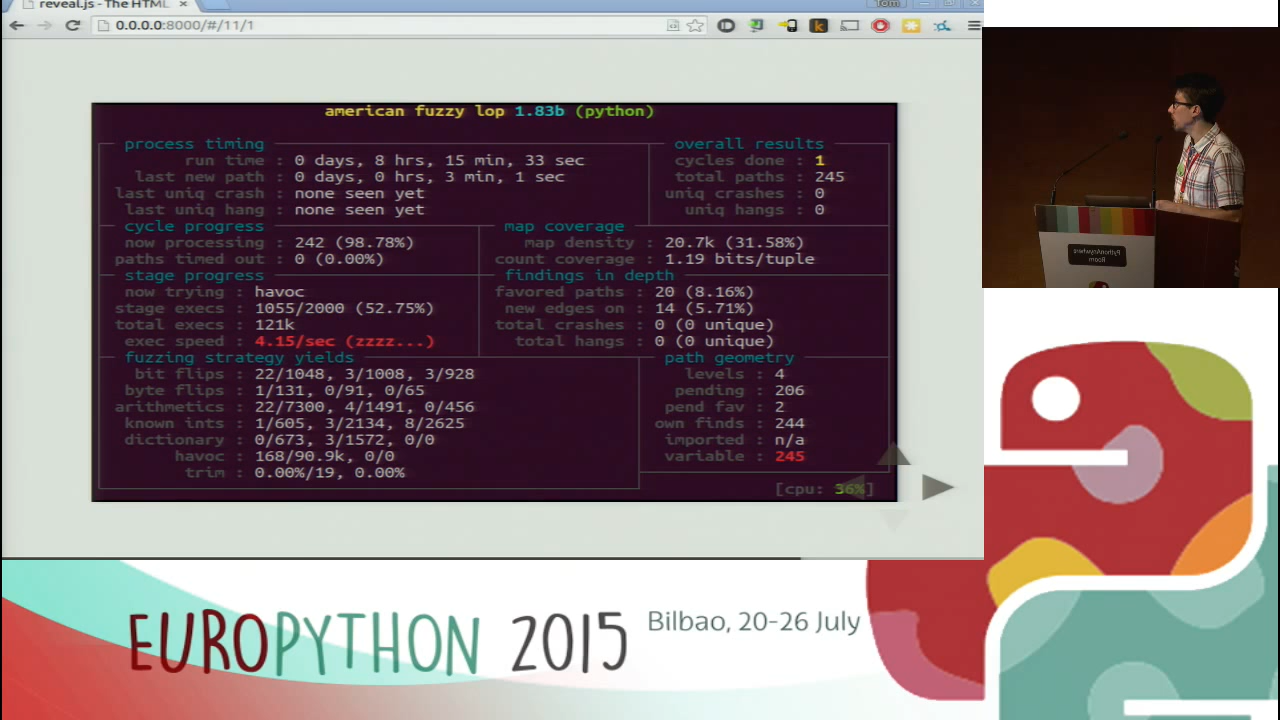 reveal.js - The HTML
Tom
0.0.0.0:8000/#/11/1
american fuzzy lop 1.83b (python)
process timing
run time : 0 days, 8 hrs, 15 min, 33 sec
last new path : 0 days, 0 hrs, 3 min, 1 sec
last uniq crash : none seen yet
last uniq hang : none seen yet
overall results
cycles done : 1
total paths : 245
uniq crashes : 0
uniq hangs : 0
cycle progress
now processing : 242 (98.78%)
paths timed out : 0 (0.00%)
map coverage
map density : 20.7k (31.58%)
count coverage : 1.19 bits/tuple
stage progress
now trying : havoc
stage execs : 1055/2000 (52.75%)
total execs : 121k
exec speed : 4.15/sec (zzzz...)
findings in depth
favored paths : 20 (8.16%)
new edges on : 14 (5.71%)
total crashes : 0 (0 unique)
total hangs : 0 (0 unique)
fuzzing strategy yields
bit flips : 22/1048, 3/1008, 3/928
byte flips : 1/131, 0/91, 0/65
arithmetics : 22/7300, 4/1491, 0/456
known ints : 1/605, 3/2134, 8/2625
dictionary : 0/673, 3/1572, 0/0
havoc : 168/90.9k, 0/0
trim : 0.00%/19, 0.00%
path geometry
levels : 4
pending : 206
pend fav : 2
own finds : 244
imported : n/a
variable : 245
[cpu: 36%]
PythonAnywhere
Room
EUROPYTHON 2015
Bilbao, 20-26 July